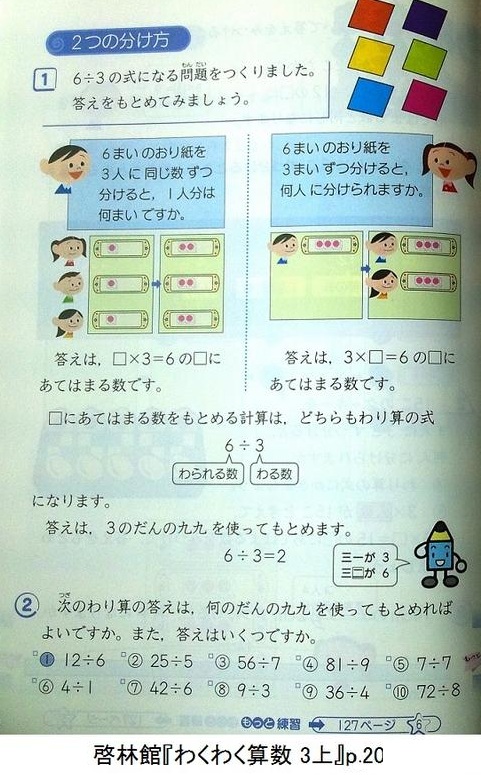 2つの分け方
1 6÷3の式になる問題をつくりました。
もん だい
答えをもとめてみましょう。
6まいのおり紙を
3人に同じ数ずつ
分けると，1人分は
何まいですか。
6まいのおり紙を
3まいずつ分けると，
何人に分けられますか。
答えは，□×3＝6の□に
あてはまる数です。
答えは，3×□＝6の□に
あてはまる数です。
□にあてはまる数をもとめる計算は，どちらもわり算の式
6÷3
わられる数 わる数
になります。
答えは，3のだんの九九を使ってもとめます。
6÷3＝2
三一が 3
三□が 6
2 次のわり算の答えは，何のだんの九九を使ってもとめれば
つぎ
よいですか。また，答えはいくつですか。
① 12÷6 ② 25÷5 ③ 56÷7 ④ 81÷9 ⑤ 7÷7
⑥ 4÷1 ⑦ 42÷6 ⑧ 9÷3 ⑨ 36÷4 ⑩ 72÷8
もっと練習 127ページ 6
啓林館『わくわく算数 3上』p.20